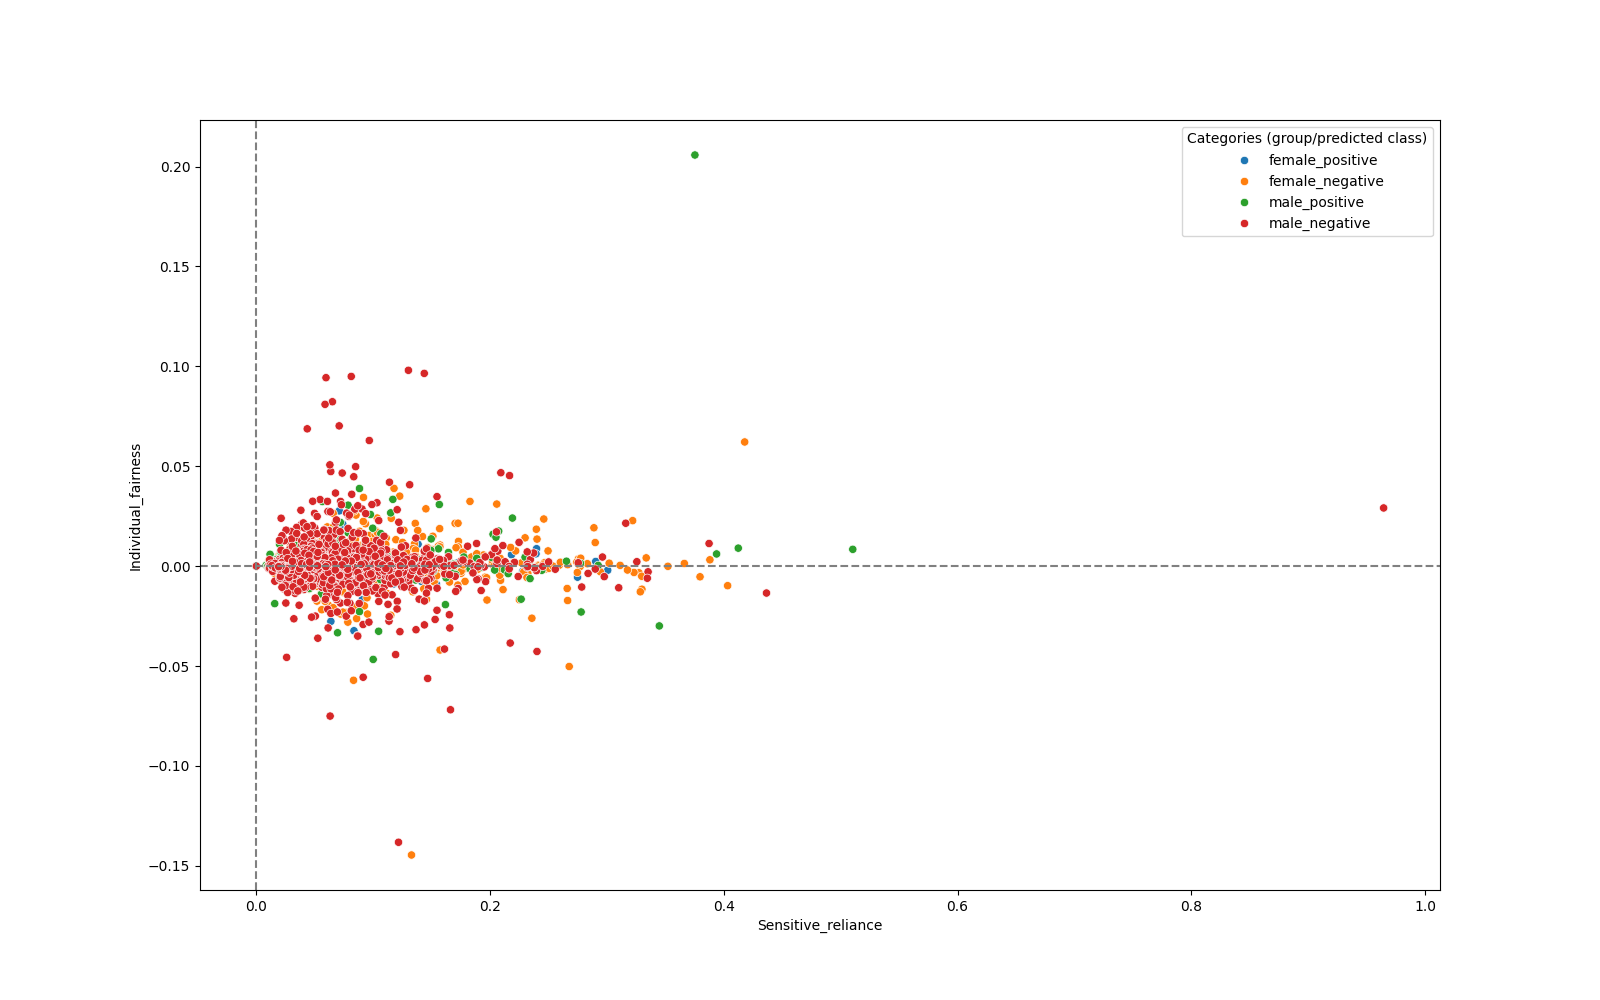 Categories (group/predicted class)
female_positive
female_negative
male_positive
male_negative
0.20
0.15
0.10
0.05
0.00
−0.05
−0.10
−0.15
Individual_fairness
0.0 0.2 0.4 0.6 0.8 1.0
Sensitive_reliance